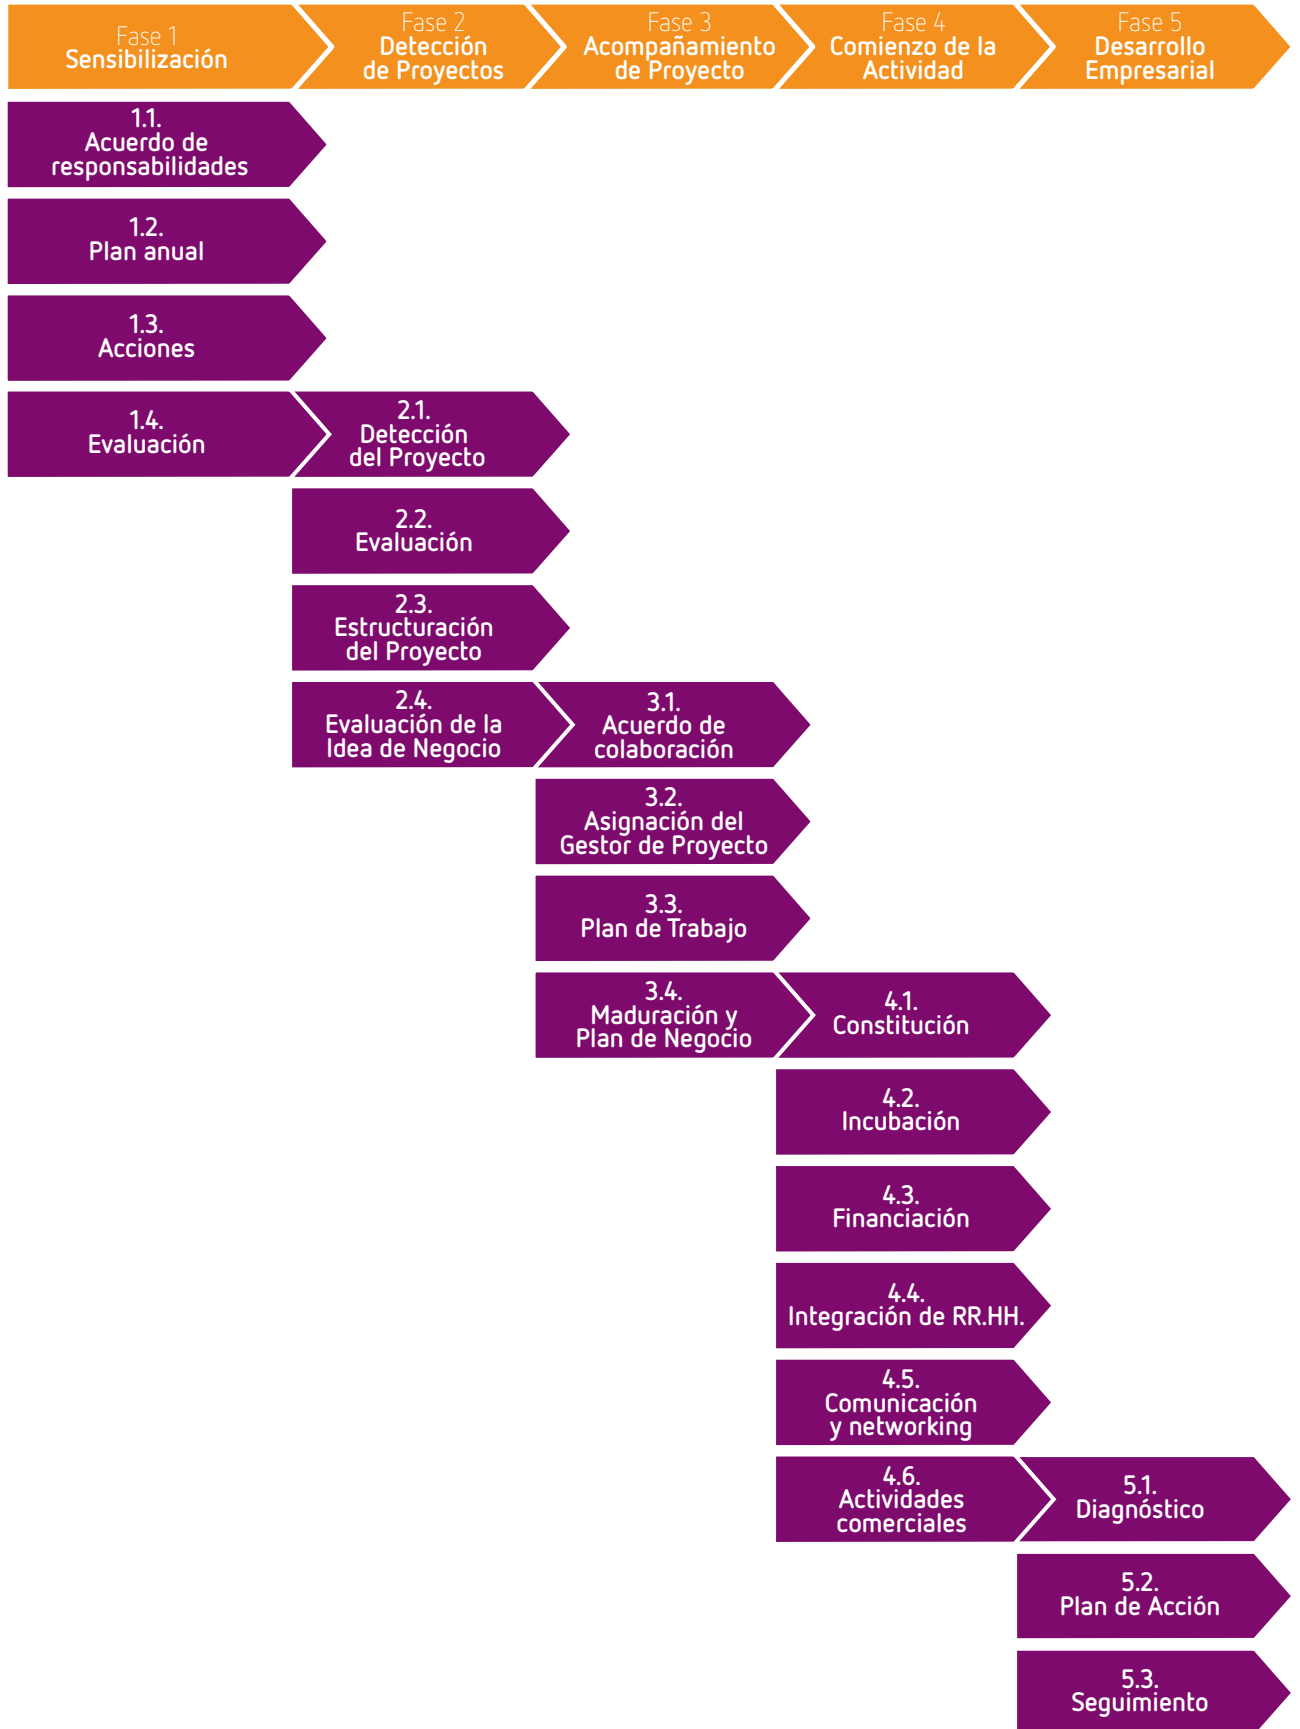 Fase 1
Sensibilización
Fase 2
Detección
de Proyectos
Fase 3
Acompañamiento
de Proyecto
Fase 4
Comienzo de la
Actividad
Fase 5
Desarrollo
Empresarial
1.1.
Acuerdo de
responsabilidades
1.2.
Plan anual
1.3.
Acciones
1.4.
Evaluación
2.1.
Detección
del Proyecto
2.2.
Evaluación
2.3.
Estructuración
del Proyecto
2.4.
Evaluación de la
Idea de Negocio
3.1.
Acuerdo de
colaboración
3.2.
Asignación del
Gestor de Proyecto
3.3.
Plan de Trabajo
3.4.
Maduración y
Plan de Negocio
4.1.
Constitución
4.2.
Incubación
4.3.
Financiación
4.4.
Integración de RR.HH.
4.5.
Comunicación
y networking
4.6.
Actividades
comerciales
5.1.
Diagnóstico
5.2.
Plan de Acción
5.3.
Seguimiento